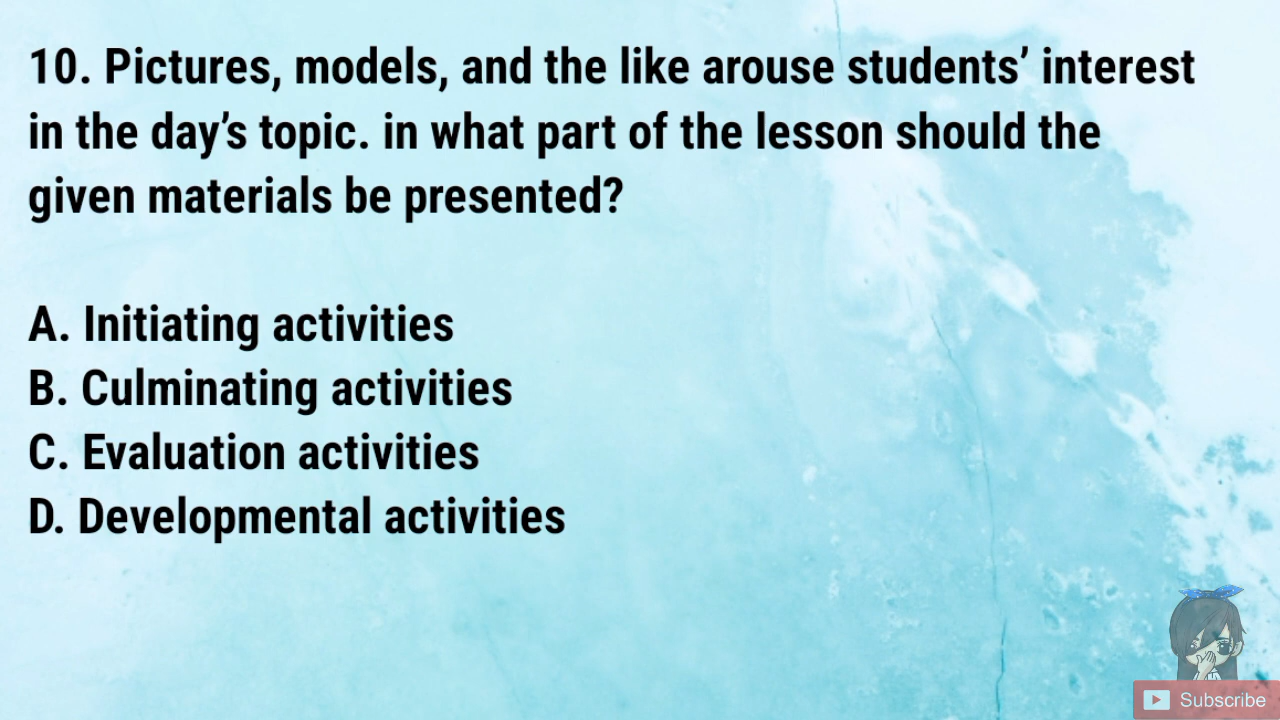 10. Pictures, models, and the like arouse students’ interest
in the day’s topic. in what part of the lesson should the
given materials be presented?
A. Initiating activities
B. Culminating activities
C. Evaluation activities
D. Developmental activities
Subscribe